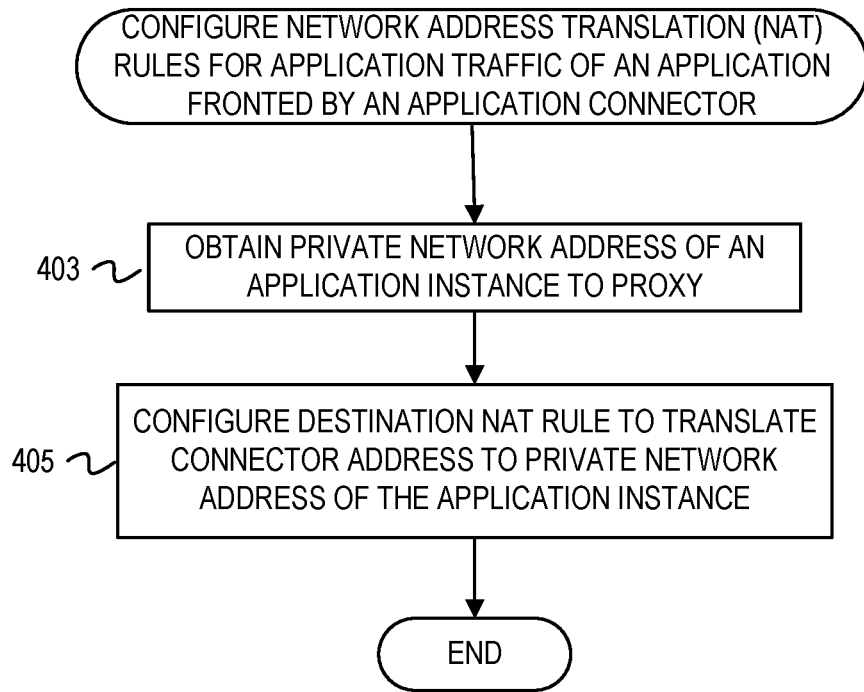 CONFIGURE NETWORK ADDRESS TRANSLATION (NAT)
RULES FOR APPLICATION TRAFFIC OF AN APPLICATION
FRONTED BY AN APPLICATION CONNECTOR
403
OBTAIN PRIVATE NETWORK ADDRESS OF AN
APPLICATION INSTANCE TO PROXY
405
CONFIGURE DESTINATION NAT RULE TO TRANSLATE
CONNECTOR ADDRESS TO PRIVATE NETWORK
ADDRESS OF THE APPLICATION INSTANCE
END